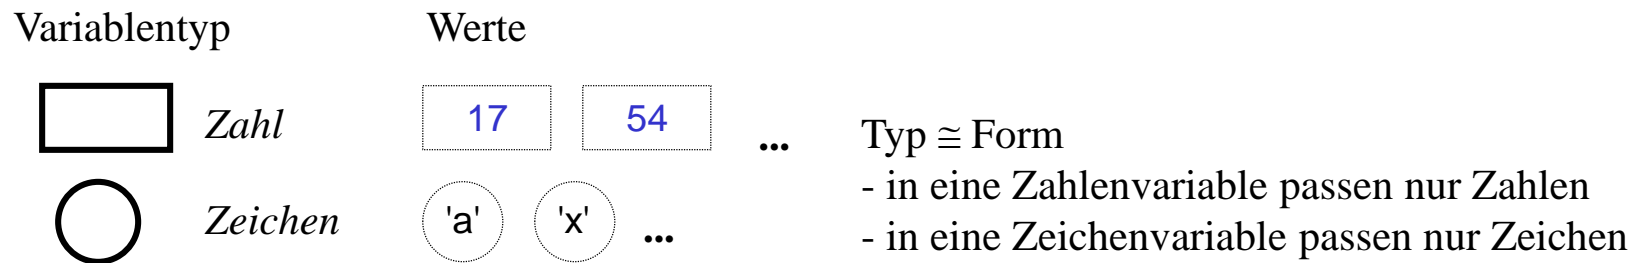 Variablentyp Werte
Zahl 17 54 ...
Typ ≅ Form
- in eine Zahlenvariable passen nur Zahlen
Zeichen 'a' 'x' ...
- in eine Zeichenvariable passen nur Zeichen